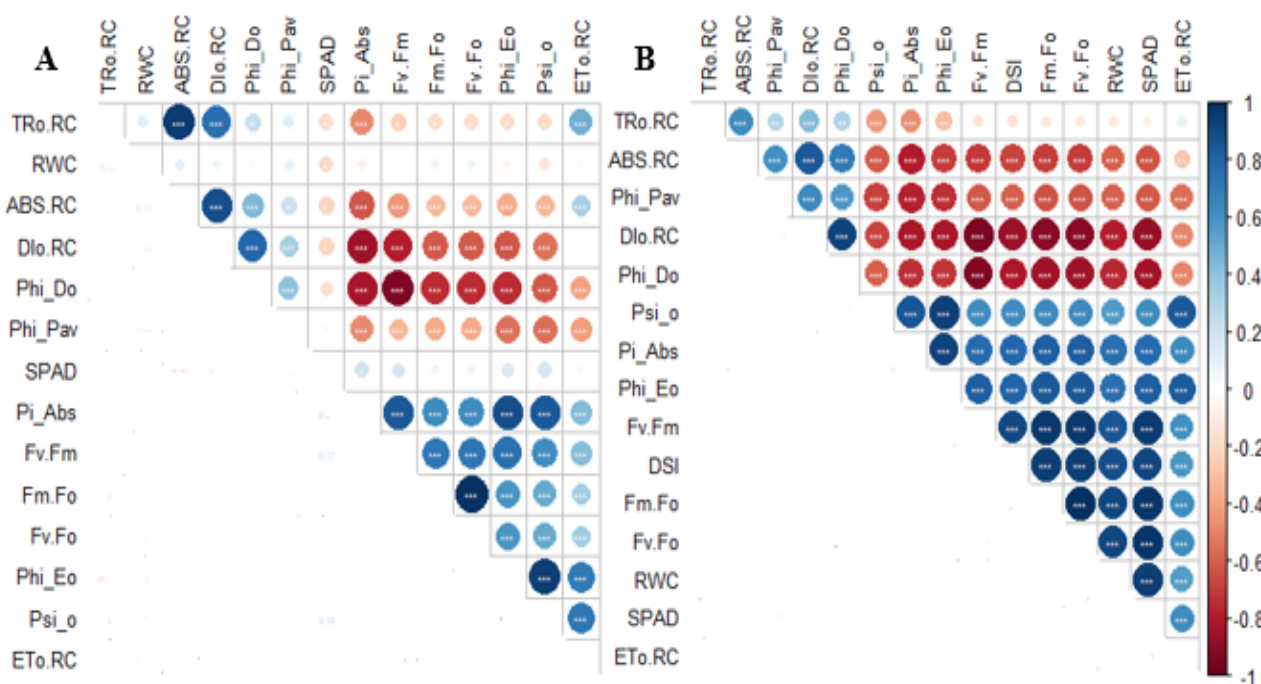 A
TRo.RC RWC ABS.RC DIo.RC Phi_Do Phi_Pav SPAD Pi_Abs Fv.Fm Fm.Fo Fv.Fo Phi_Eo Psi_o ETo.RC
TRo.RC
RWC
ABS.RC
DIo.RC
Phi_Do
Phi_Pav
SPAD
Pi_Abs
Fv.Fm
Fm.Fo
Fv.Fo
Phi_Eo
Psi_o
ETo.RC
B
TRo.RC ABS.RC Phi_Pav DIo.RC Phi_Do Psi_o Pi_Abs Phi_Eo Fv.Fm DSI Fm.Fo Fv.Fo RWC SPAD ETo.RC
TRo.RC
ABS.RC
Phi_Pav
DIo.RC
Phi_Do
Psi_o
Pi_Abs
Phi_Eo
Fv.Fm
DSI
Fm.Fo
Fv.Fo
RWC
SPAD
ETo.RC
1
0.8
0.6
0.4
0.2
0
-0.2
-0.4
-0.6
-0.8
-1